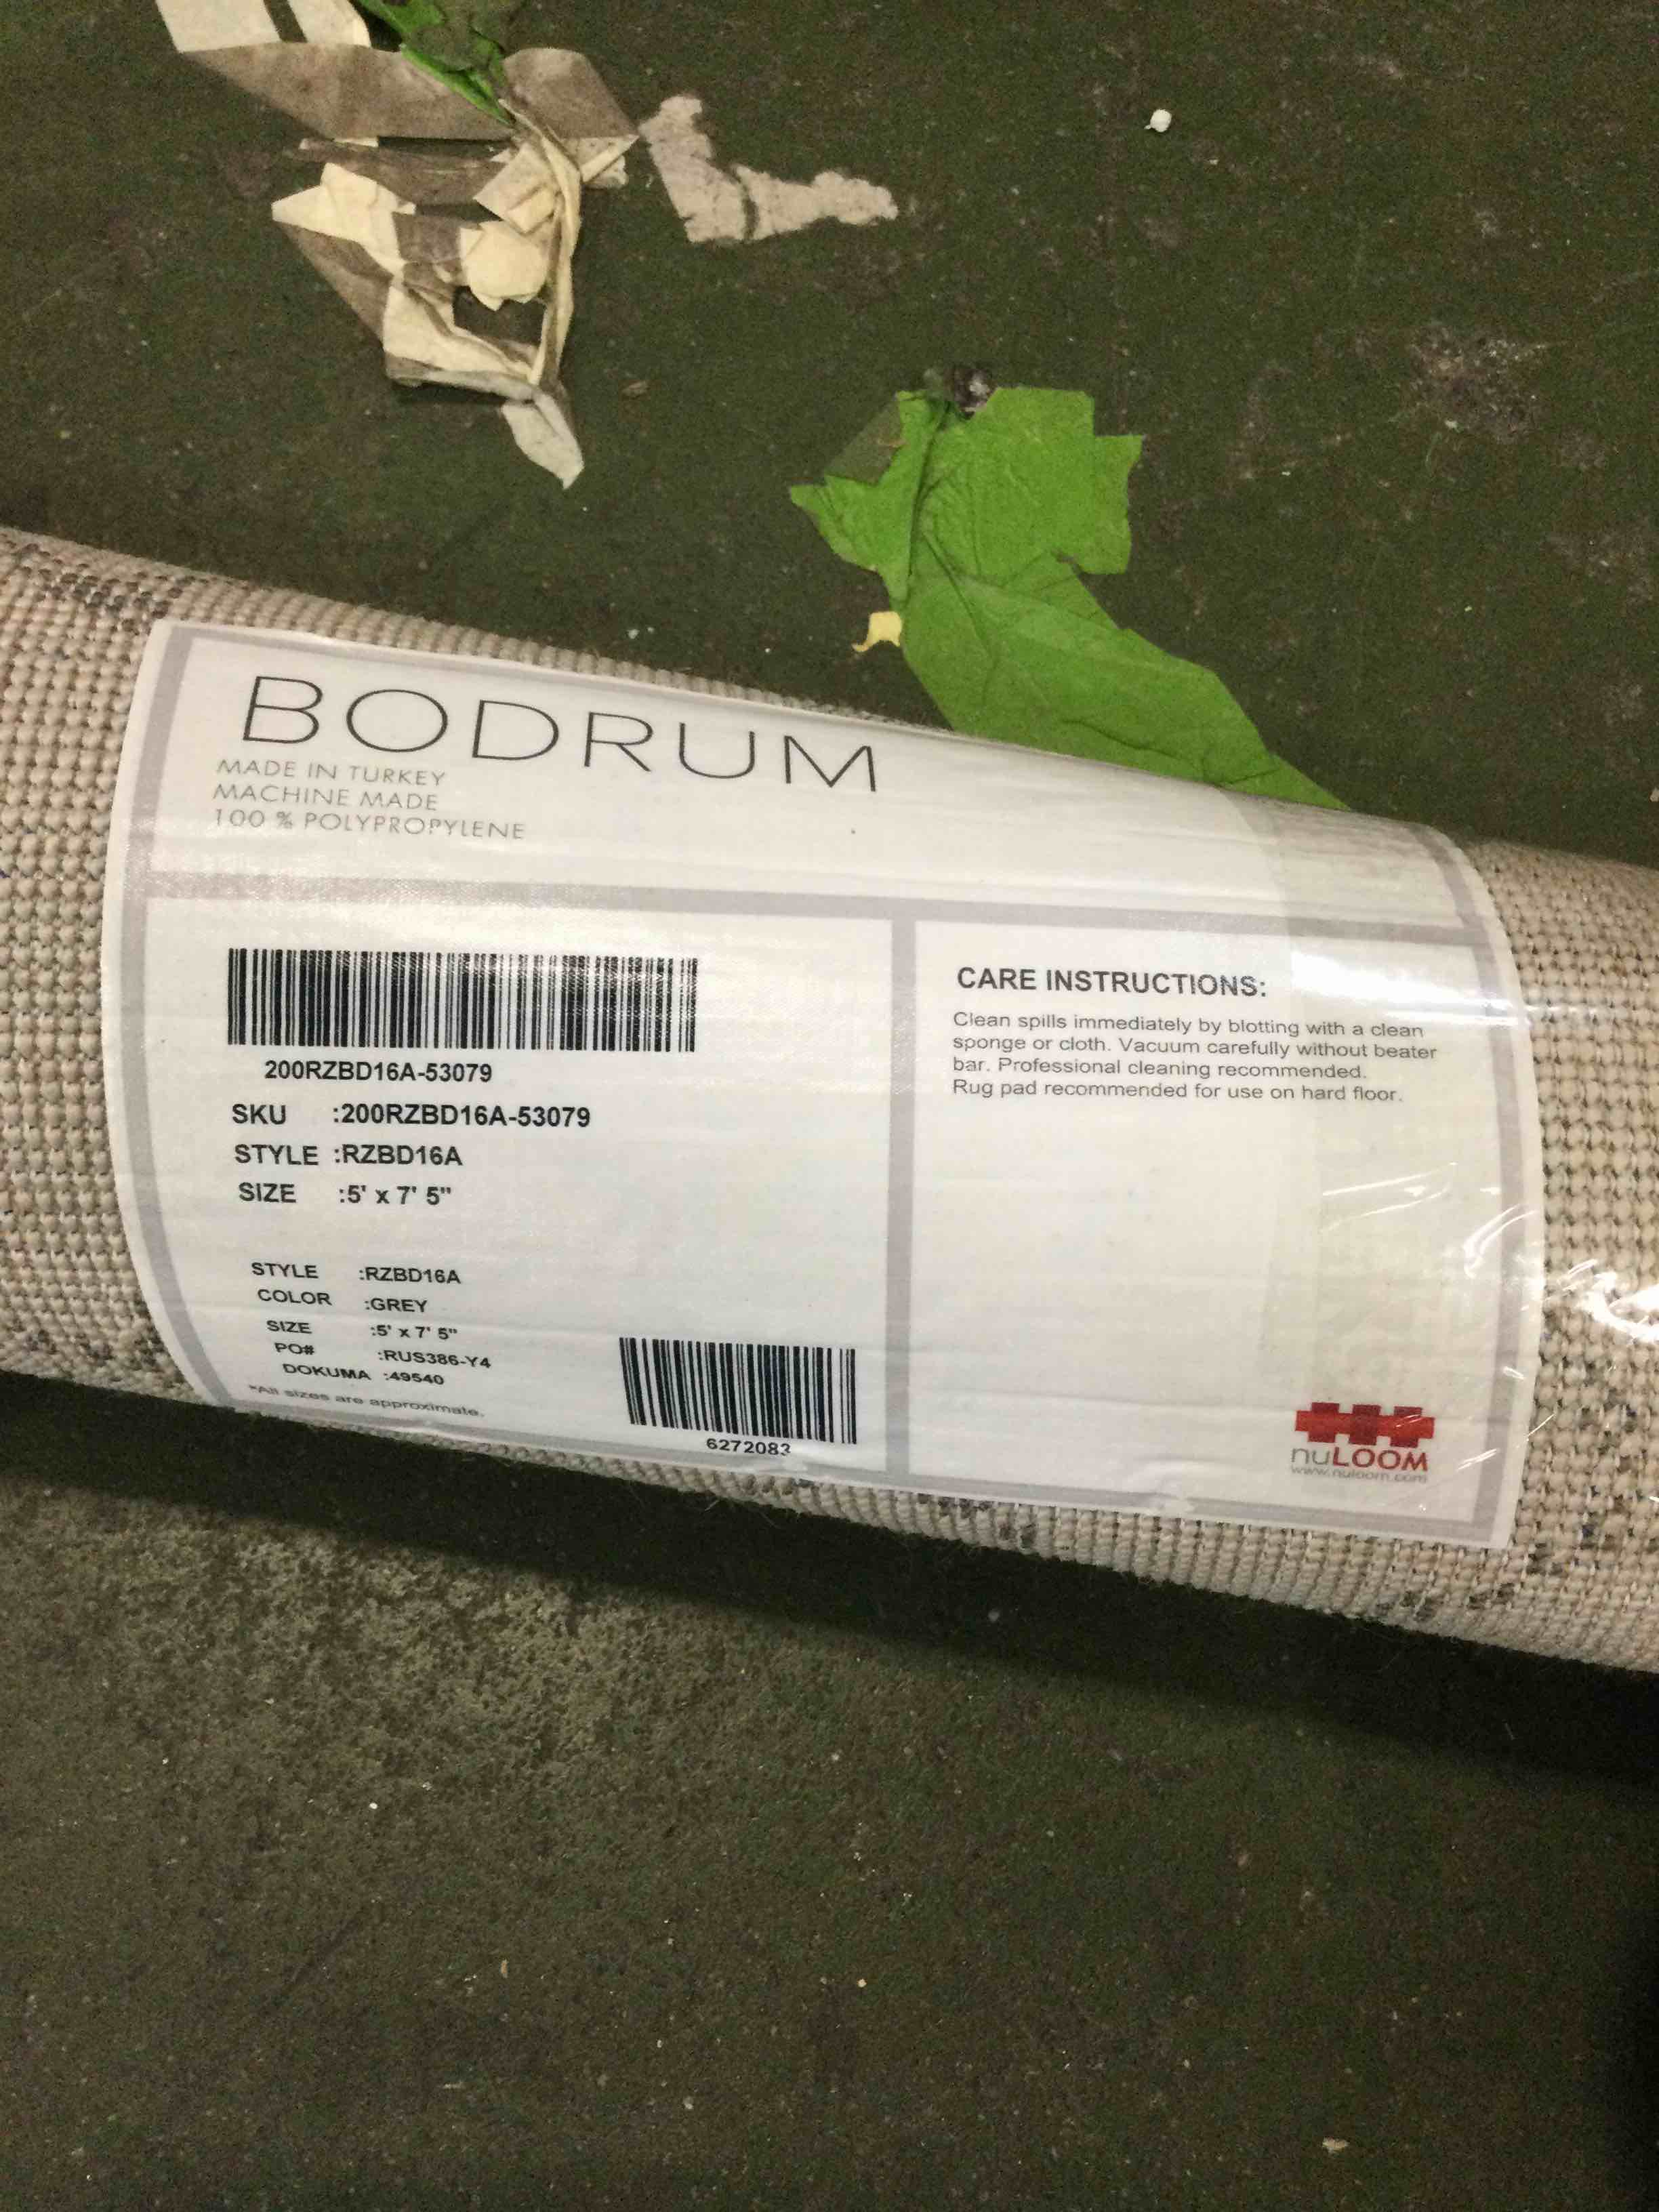 BODRUM
MADE IN TURKEY
MACHINE MADE
100 % POLYPROPYLENE
200RZBD16A-53079
SKU :200RZBD16A-53079
STYLE :RZBD16A
SIZE :5' x 7' 5"
STYLE :RZBD16A
COLOR :GREY
SIZE :5' x 7' 5"
PO# :RUS386-Y4
DOKUMA :49540
*All sizes are approximate.
6272083
CARE INSTRUCTIONS:
Clean spills immediately by blotting with a clean
sponge or cloth. Vacuum carefully without beater
bar. Professional cleaning recommended.
Rug pad recommended for use on hard floor.
nuLOOM
www.nuloom.com